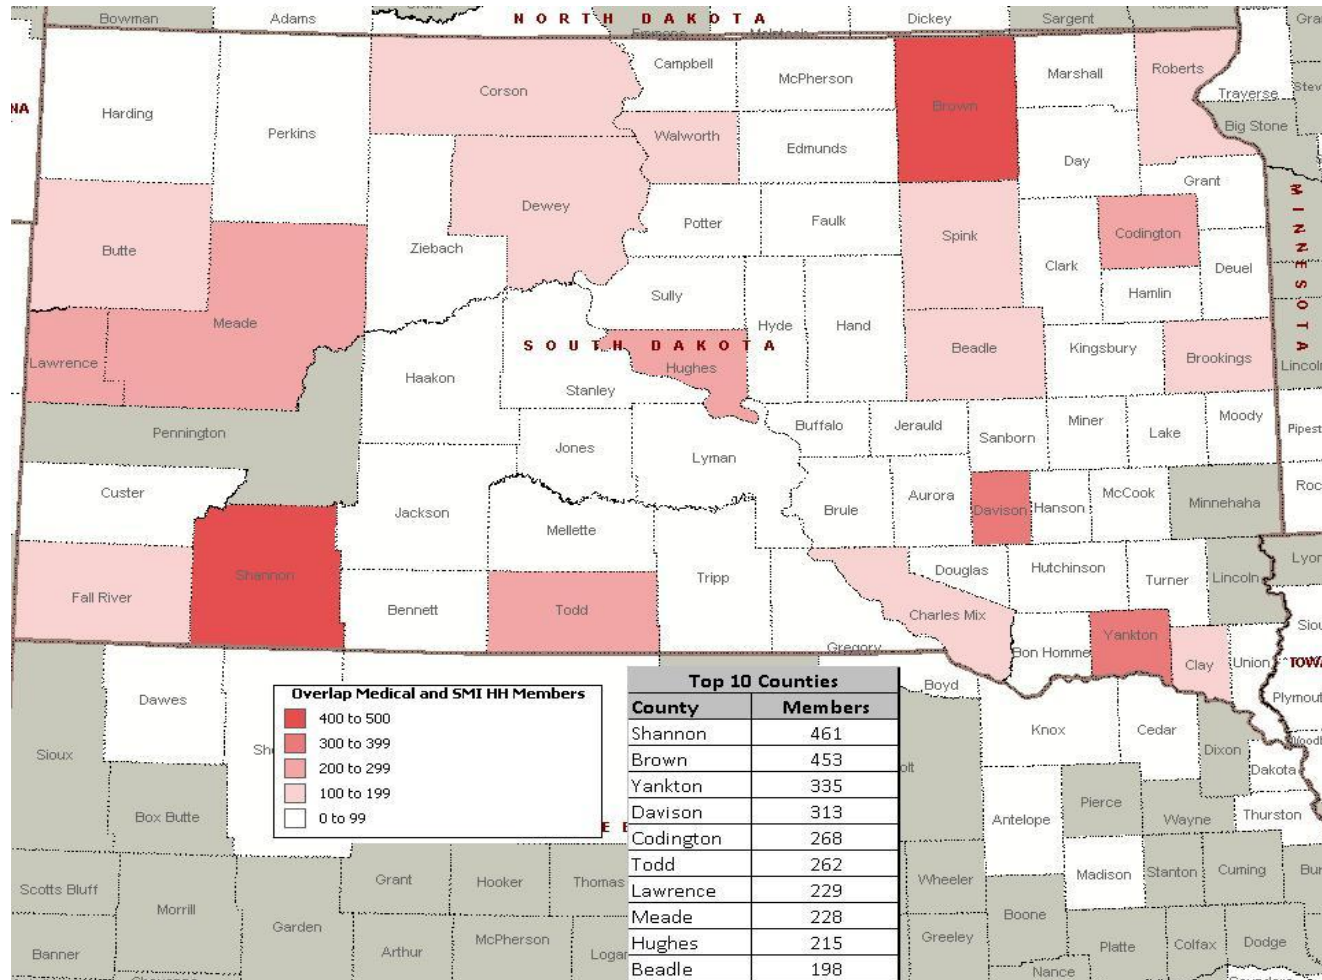 Bowman
Adams
NORTH DAKOTA
Dickey
Sargent
Campbell
McPherson
Marshall
Roberts
Traverse
Harding
Corson
Brown
Perkins
Walworth
Edmunds
Day
Big Stone
Grant
MINNESOTA
Dewey
Butte
Ziebach
Potter
Faulk
Spink
Codington
Clark
Deuel
Sully
Hamlin
Meade
Hyde
Hand
SOUTH DAKOTA
Lawrence
Haakon
Hughes
Beadle
Kingsbury
Brookings
Stanley
Pennington
Jones
Lyman
Buffalo
Jerauld
Sanborn
Miner
Lake
Moody
Custer
Jackson
Mellette
Brule
Aurora
Davison
Hanson
McCook
Minnehaha
Fall River
Shannon
Bennett
Todd
Tripp
Gregory
Douglas
Hutchinson
Turner
Lincoln
Charles Mix
Bon Homme
Yankton
Clay
Union
Dawes
Boyd
Knox
Cedar
Dixon
Dakota
Sioux
Box Butte
Antelope
Pierce
Wayne
Thurston
Scotts Bluff
Morrill
Garden
Grant
Hooker
Thomas
Wheeler
Madison
Stanton
Cuming
Banner
Arthur
McPherson
Greeley
Boone
Platte
Colfax
Dodge
Nance
Overlap Medical and SMI HH Members
400 to 500
300 to 399
200 to 299
100 to 199
0 to 99
Top 10 Counties
County Members
Shannon 461
Brown 453
Yankton 335
Davison 313
Codington 268
Todd 262
Lawrence 229
Meade 228
Hughes 215
Beadle 198